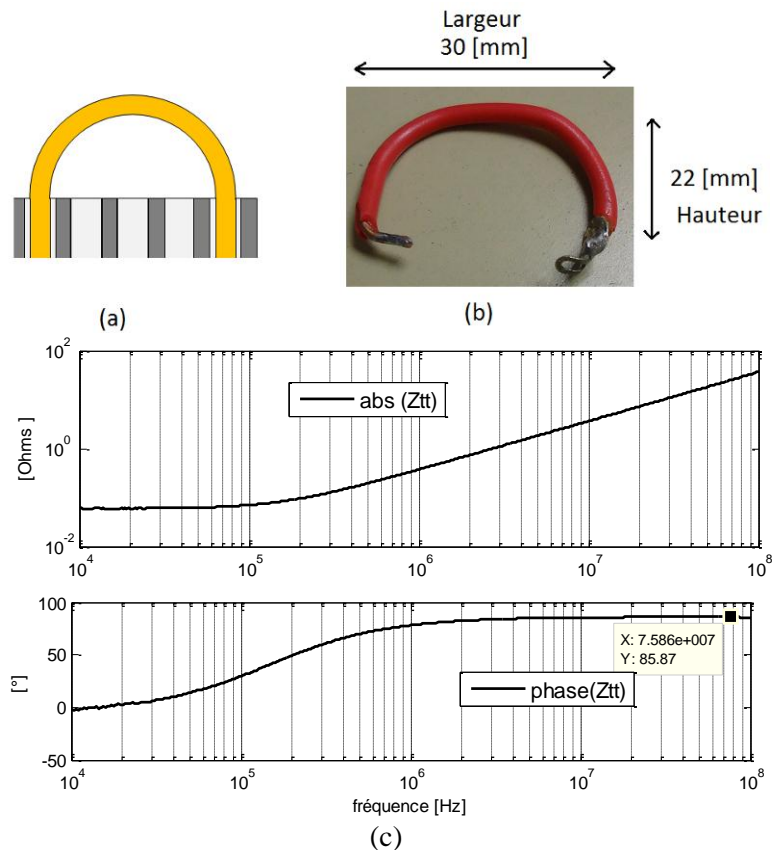 Largeur
30 [mm]
22 [mm]
Hauteur
(a)
(b)
10^2
10^0
10^-2
[Ohms ]
abs (Ztt)
10^4
10^5
10^6
10^7
10^8
100
50
0
-50
[°]
X: 7.586e+007
Y: 85.87
phase(Ztt)
10^4
10^5
10^6
10^7
10^8
fréquence [Hz]
(c)